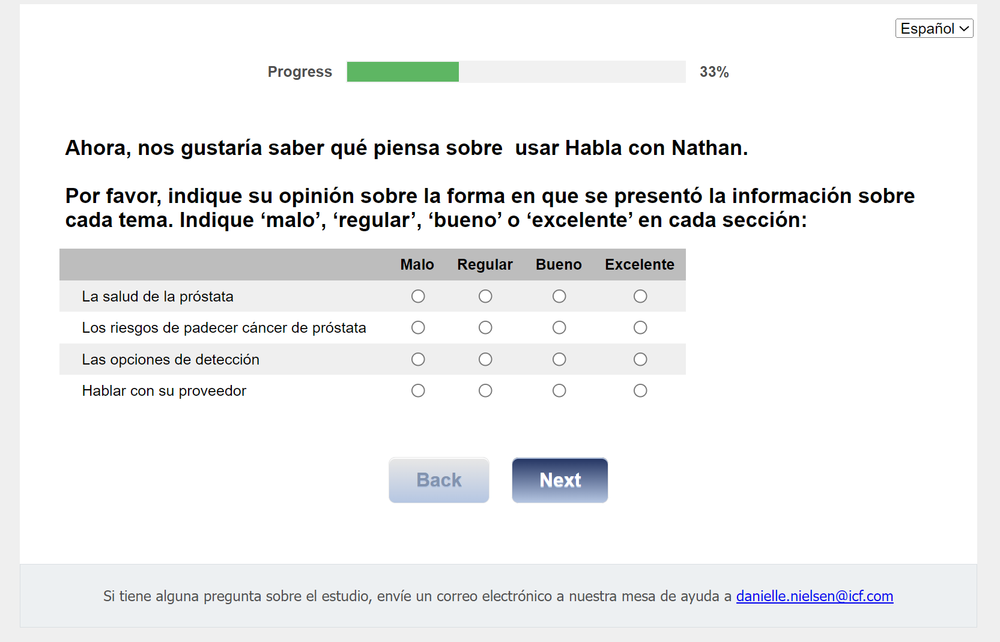 Español
Progress 33%
Ahora, nos gustaría saber qué piensa sobre  usar Habla con Nathan.
Por favor, indique su opinión sobre la forma en que se presentó la información sobre
cada tema. Indique ‘malo’, ‘regular’, ‘bueno’ o ‘excelente’ en cada sección:
Malo Regular Bueno Excelente
La salud de la próstata
Los riesgos de padecer cáncer de próstata
Las opciones de detección
Hablar con su proveedor
Back Next
Si tiene alguna pregunta sobre el estudio, envíe un correo electrónico a nuestra mesa de ayuda a danielle.nielsen@icf.com